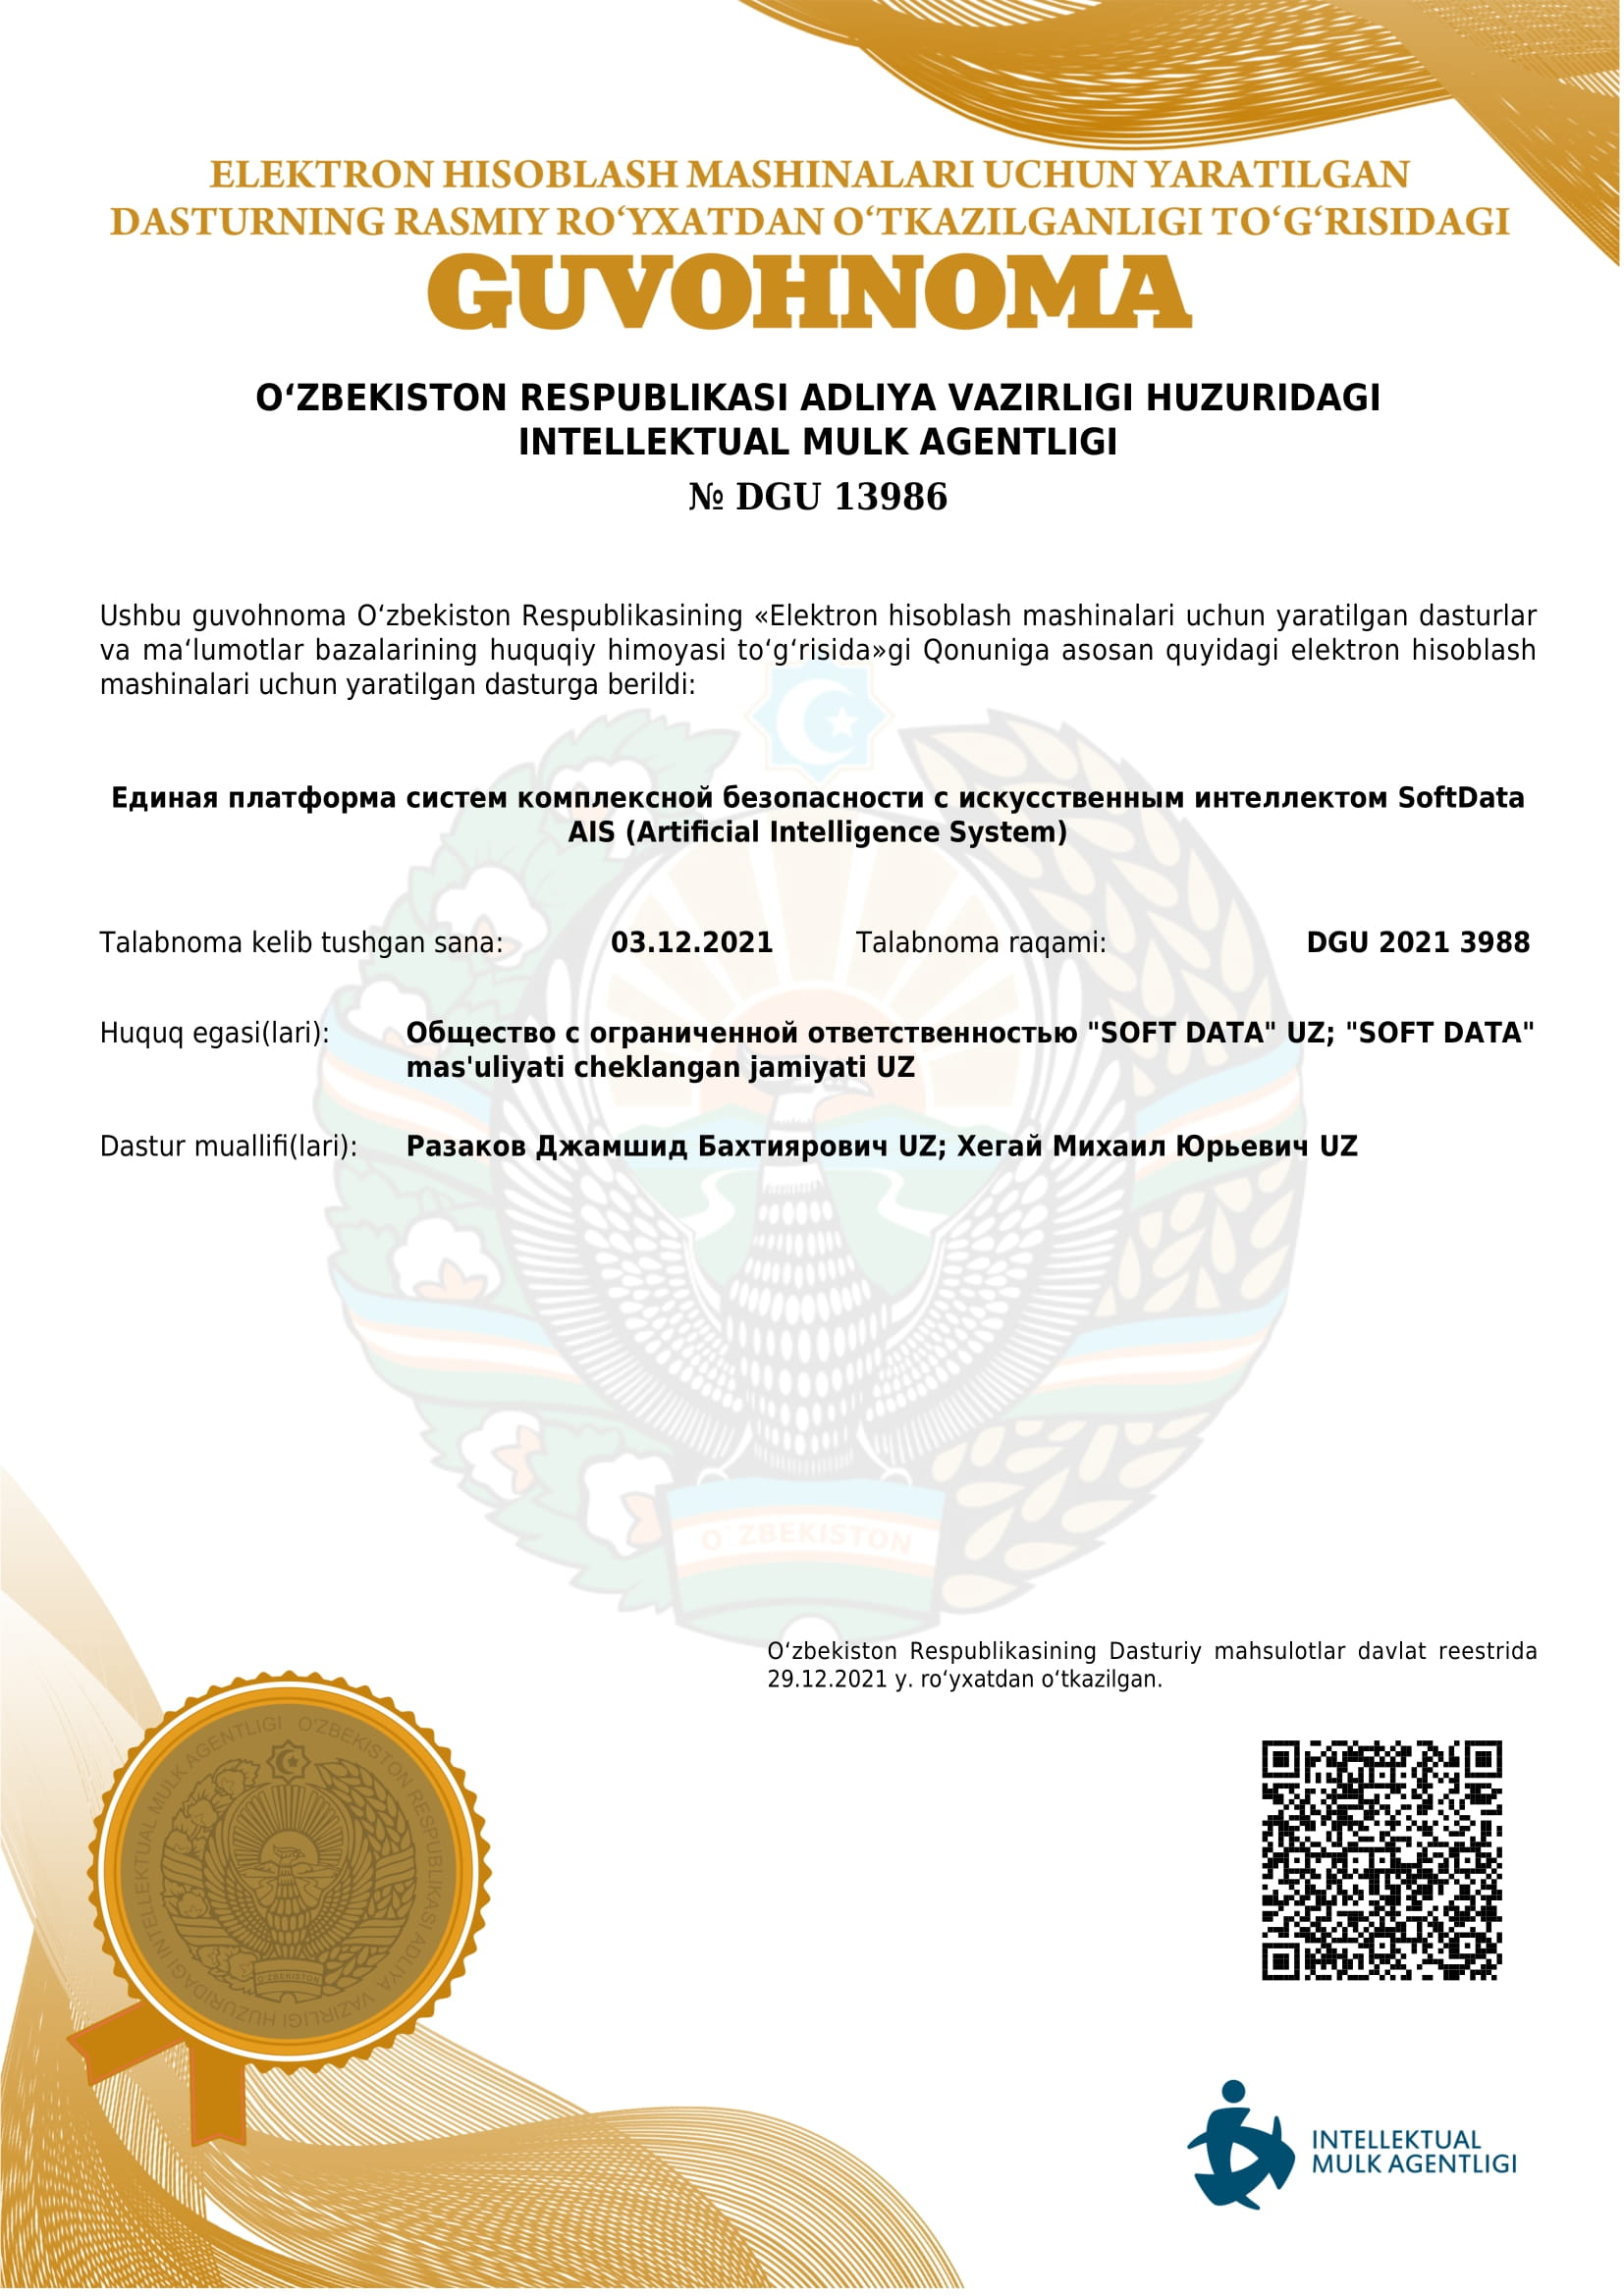 ELEKTRON HISOBLASH MASHINALARI UCHUN YARATILGAN
DASTURNING RASMIY RO‘YXATDAN O‘TKAZILGANLIGI TO‘G‘RISIDAGI
GUVOHNOMA
O‘ZBEKISTON RESPUBLIKASI ADLIYA VAZIRLIGI HUZURIDAGI
INTELLEKTUAL MULK AGENTLIGI
№ DGU 13986
Ushbu guvohnoma O‘zbekiston Respublikasining «Elektron hisoblash mashinalari uchun yaratilgan dasturlar
va ma‘lumotlar bazalarining huquqiy himoyasi to‘g‘risida»gi Qonuniga asosan quyidagi elektron hisoblash
mashinalari uchun yaratilgan dasturga berildi:
Единая платформа систем комплексной безопасности с искусственным интеллектом SoftData
AIS (Artificial Intelligence System)
Talabnoma kelib tushgan sana: 03.12.2021 Talabnoma raqami: DGU 2021 3988
Huquq egasi(lari): Общество с ограниченной ответственностью "SOFT DATA" UZ; "SOFT DATA"
mas'uliyati cheklangan jamiyati UZ
Dastur muallifi(lari): Разаков Джамшид Бахтиярович UZ; Хегай Михаил Юрьевич UZ
O`ZBEKISTON
O‘zbekiston Respublikasining Dasturiy mahsulotlar davlat reestrida
29.12.2021 y. ro‘yxatdan o‘tkazilgan.
O‘ZBEKISTON RESPUBLIKASI ADLIYA VAZIRLIGI HUZURIDAGI INTELLEKTUAL MULK AGENTLIGI
O`ZBEKISTON
INTELLEKTUAL
MULK AGENTLIGI